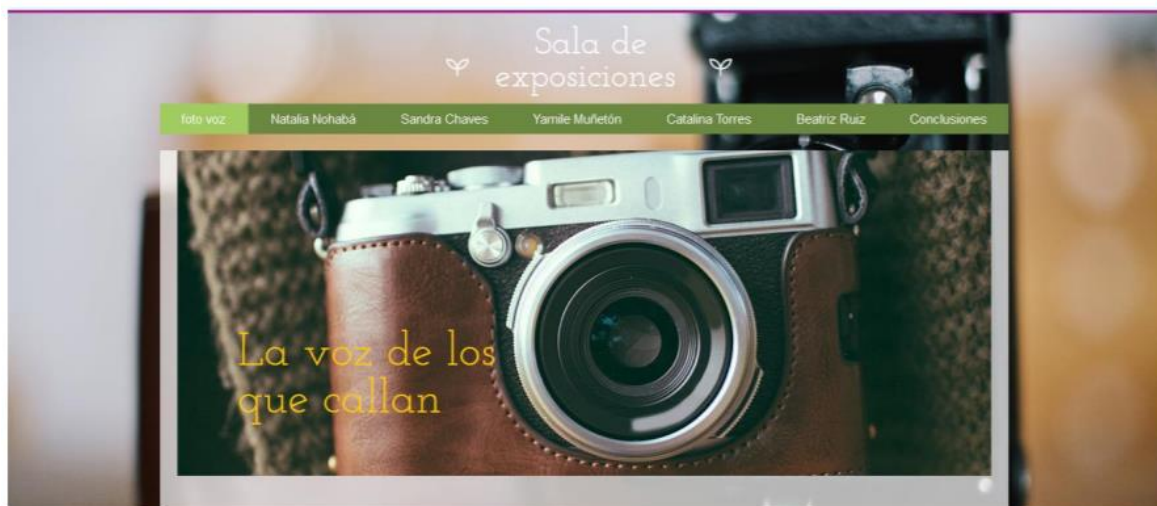 Sala de
exposiciones
foto voz Natalia Nohabá Sandra Chaves Yamile Muñetón Catalina Torres Beatriz Ruiz Conclusiones
La voz de los
que callan